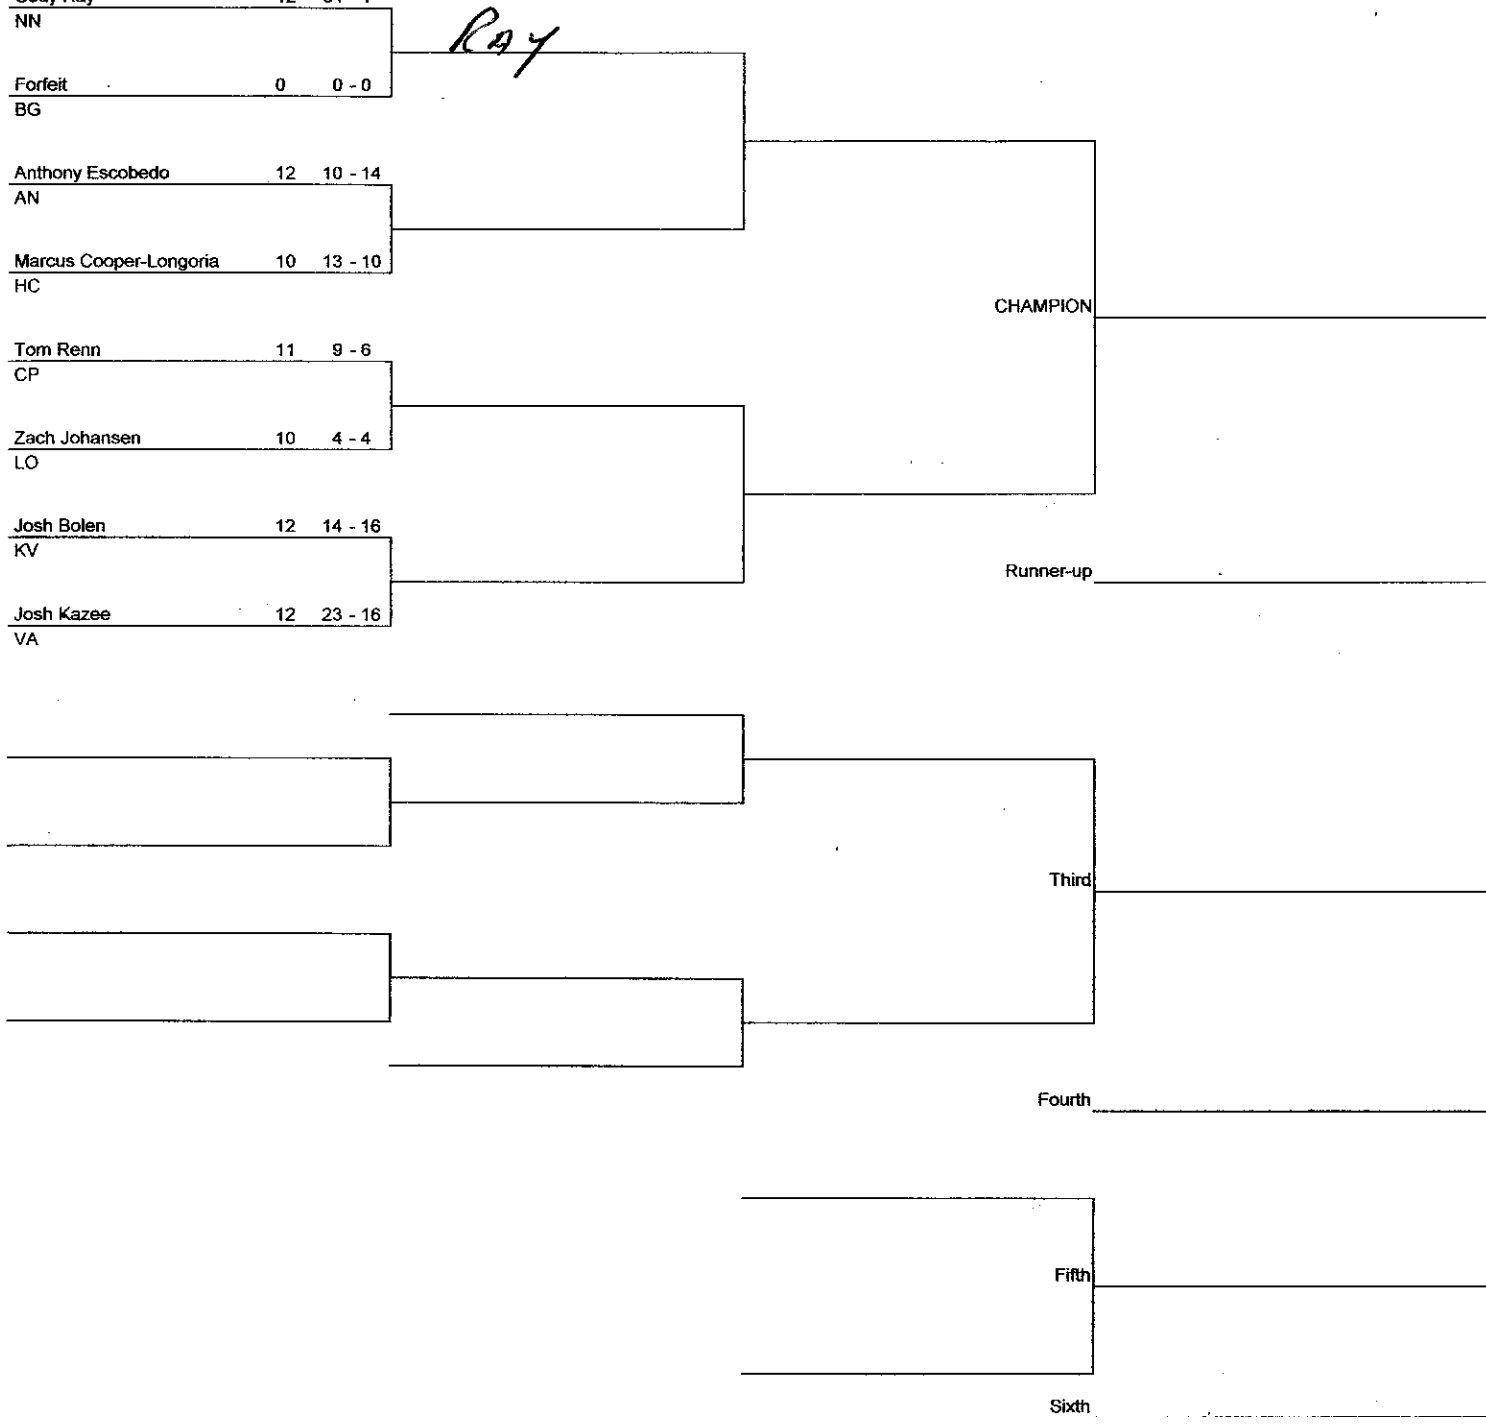 NN
RAY
Forfeit 0 0 - 0
BG
Anthony Escobedo 12 10 - 14
AN
Marcus Cooper-Longoria 10 13 - 10
HC
CHAMPION
Tom Renn 11 9 - 6
CP
Zach Johansen 10 4 - 4
LO
Josh Bolen 12 14 - 16
KV
Runner-up
Josh Kazee 12 23 - 16
VA
Third
Fourth
Fifth
Sixth